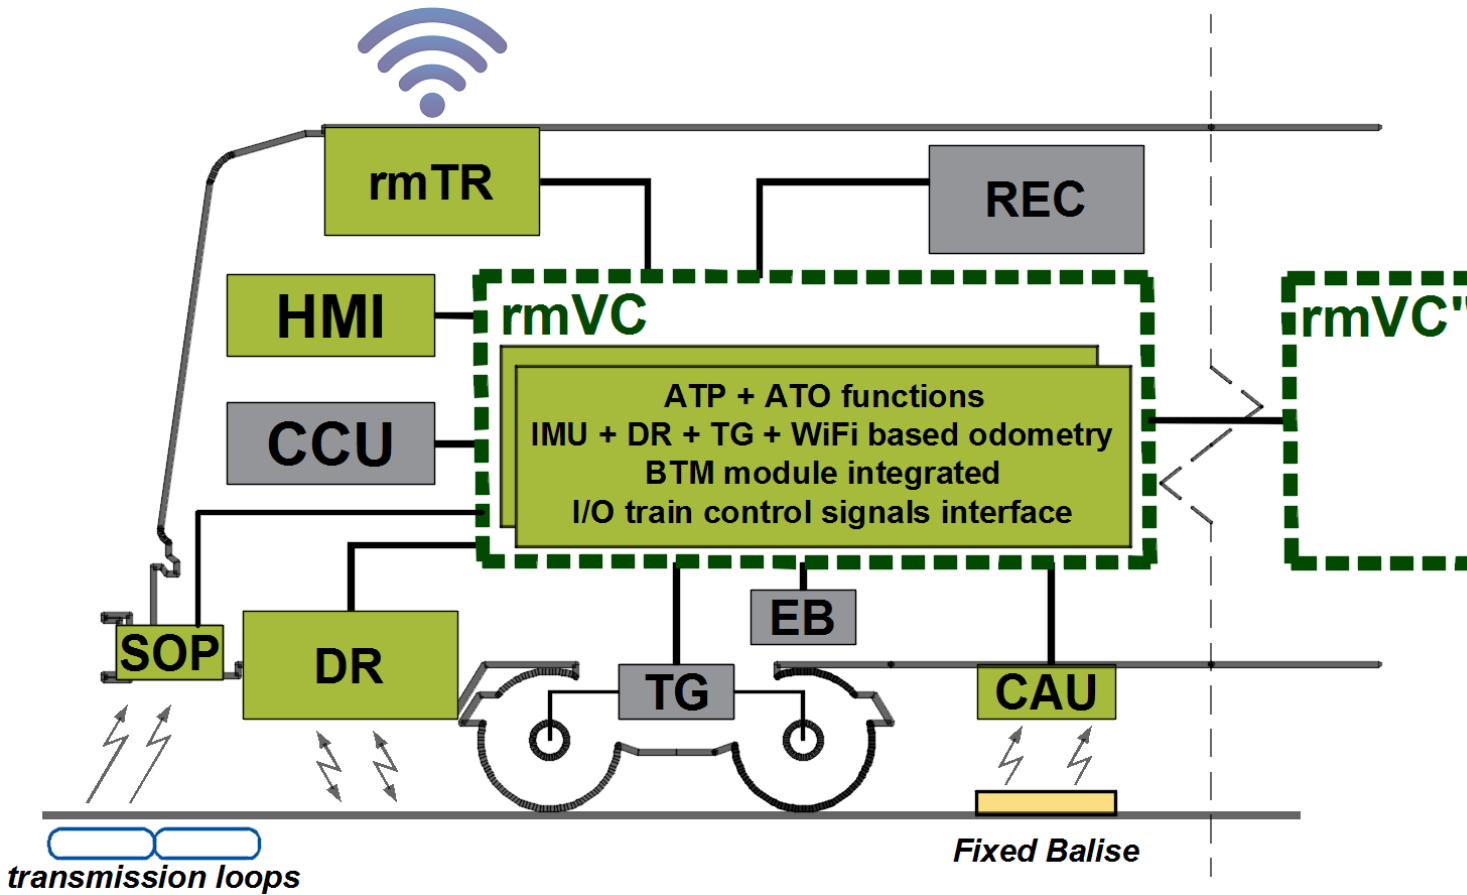 rmTR
REC
HMI
rmVC
rmVC"
ATP + ATO functions
IMU + DR + TG + WiFi based odometry
BTM module integrated
I/O train control signals interface
CCU
EB
SOP
DR
TG
CAU
Fixed Balise
transmission loops